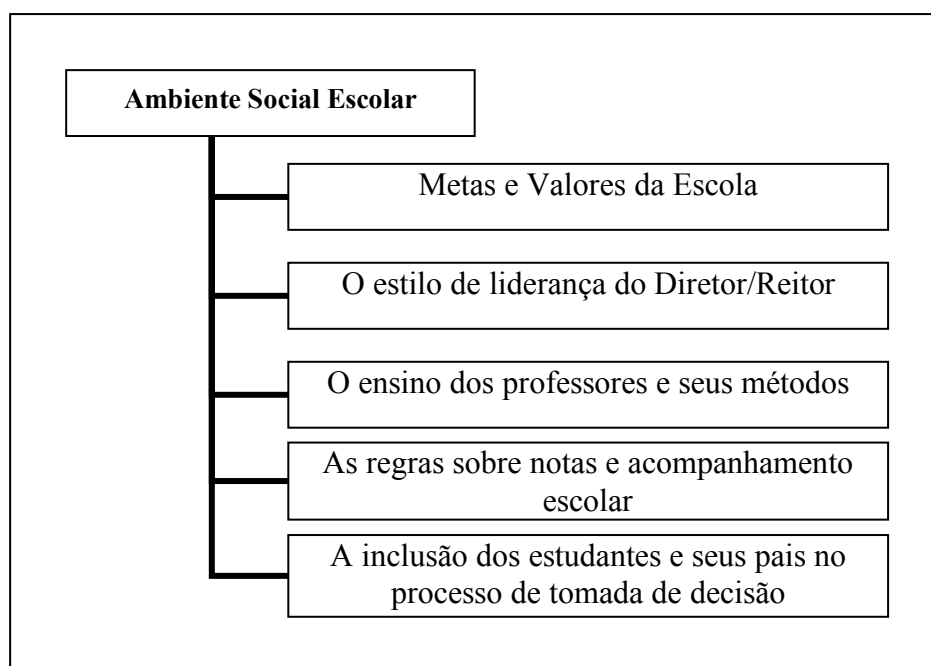 Ambiente Social Escolar
Metas e Valores da Escola
O estilo de liderança do Diretor/Reitor
O ensino dos professores e seus métodos
As regras sobre notas e acompanhamento
escolar
A inclusão dos estudantes e seus pais no
processo de tomada de decisão